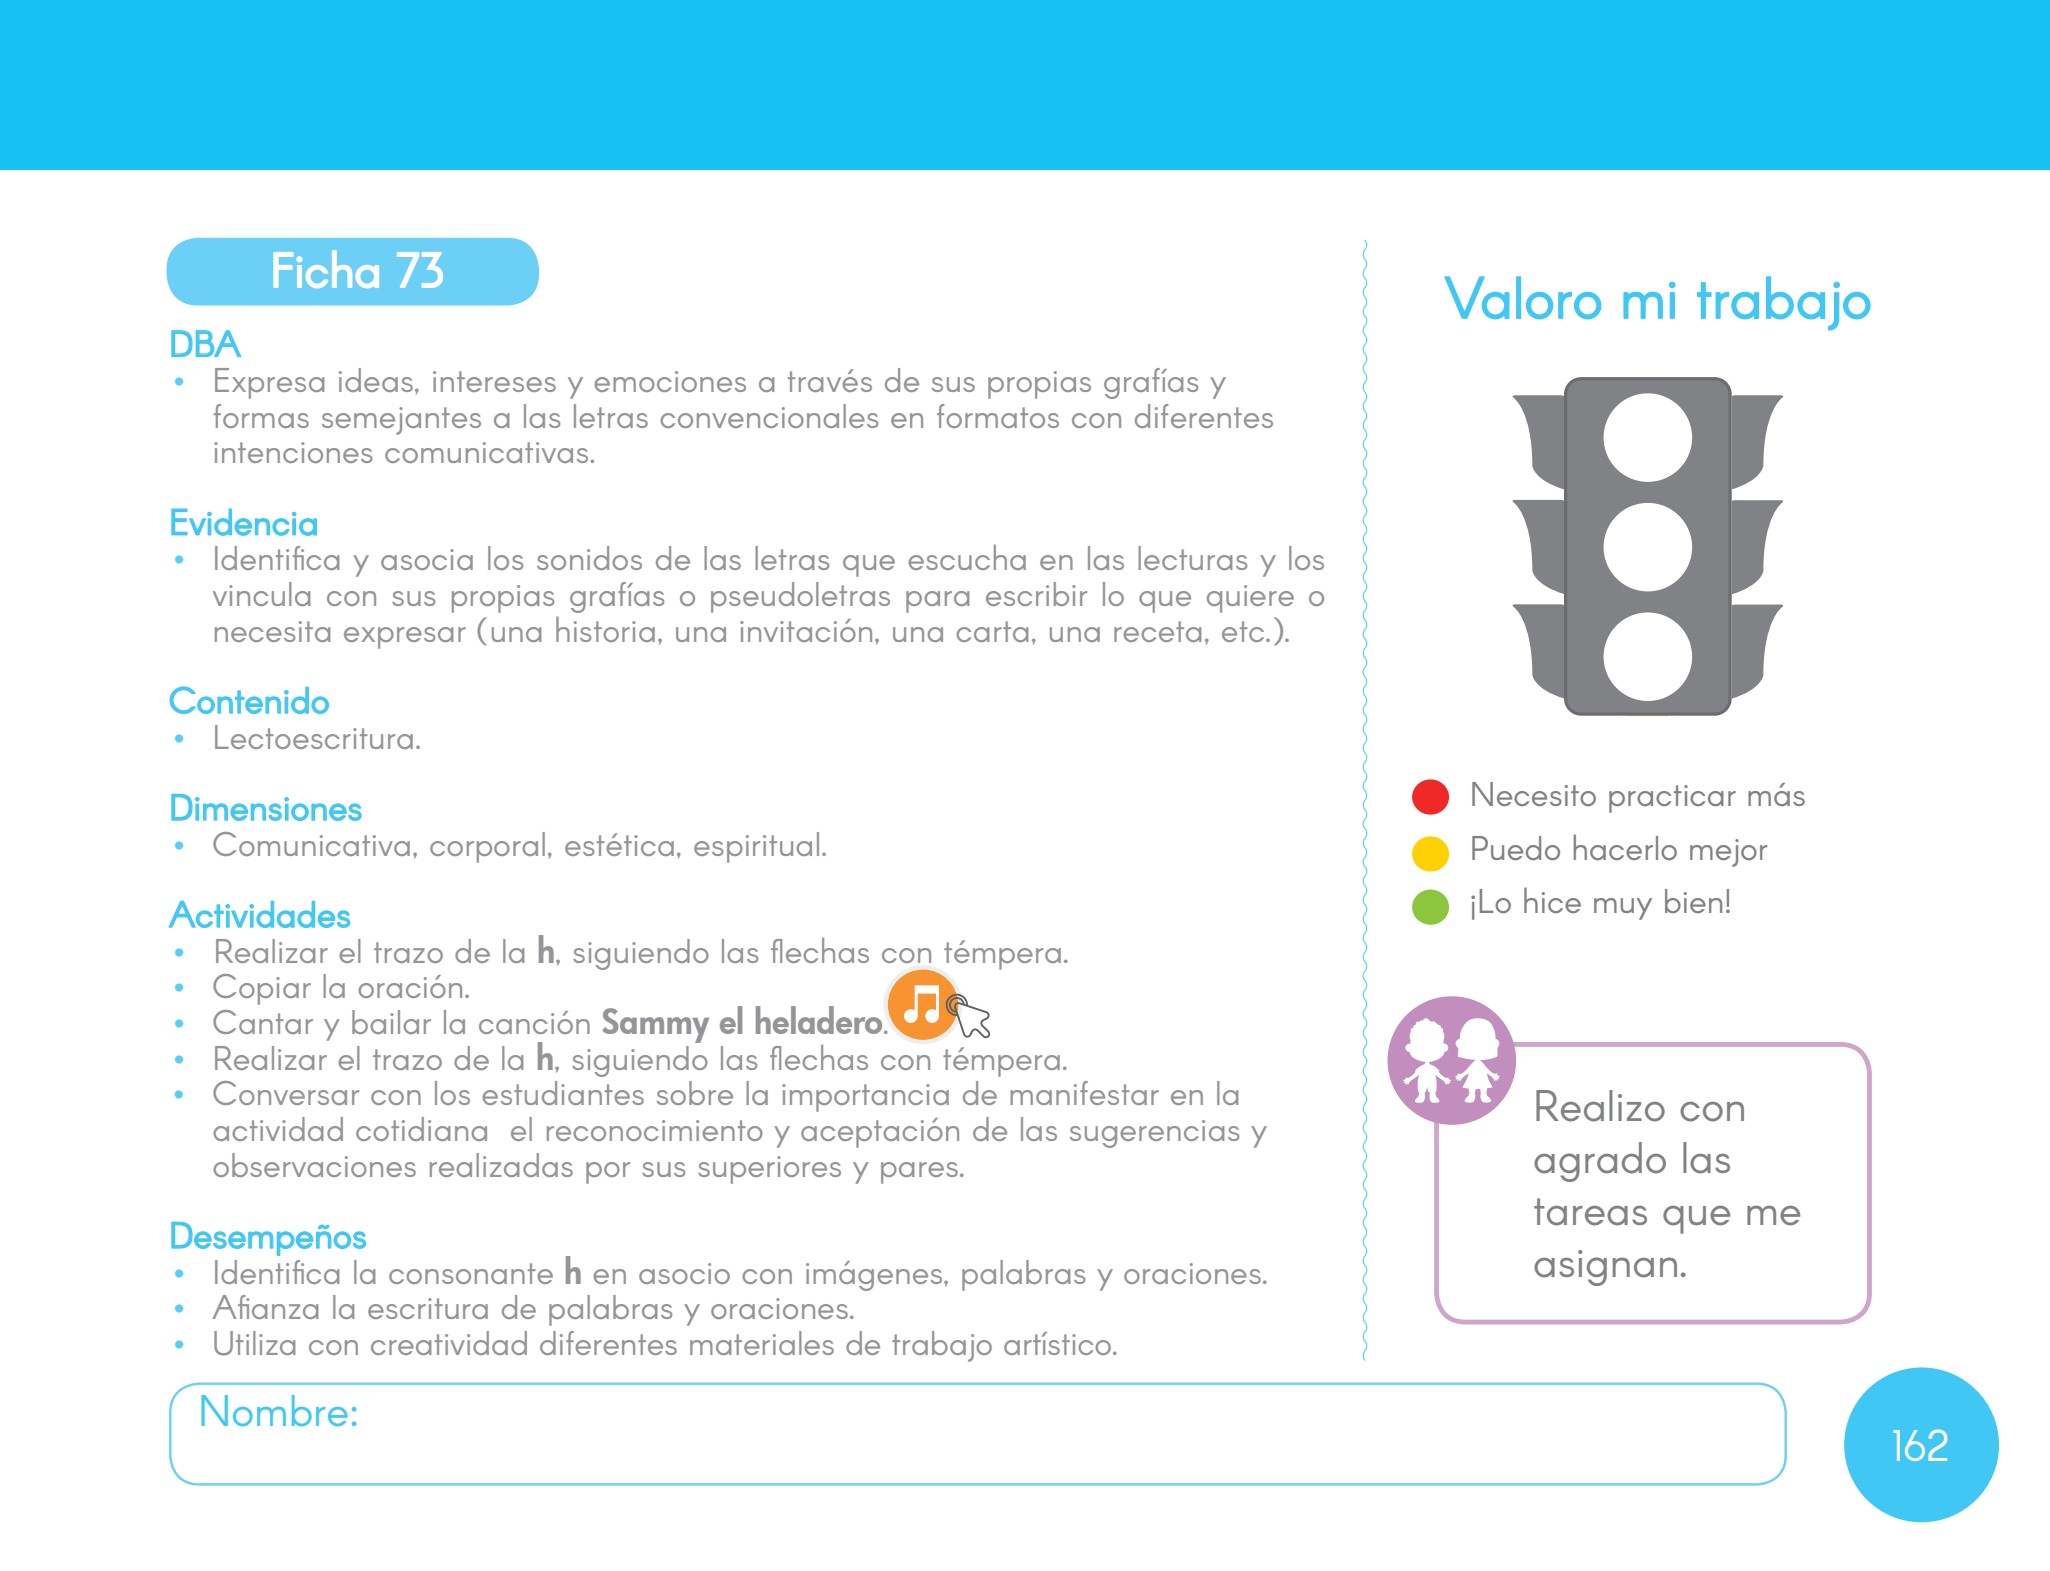 Ficha 73
DBA
• Expresa ideas, intereses y emociones a través de sus propias grafías y
formas semejantes a las letras convencionales en formatos con diferentes
intenciones comunicativas.
Evidencia
• Identifica y asocia los sonidos de las letras que escucha en las lecturas y los
vincula con sus propias grafías o pseudoletras para escribir lo que quiere o
necesita expresar (una historia, una invitación, una carta, una receta, etc.).
Contenido
• Lectoescritura.
Dimensiones
• Comunicativa, corporal, estética, espiritual.
Actividades
• Realizar el trazo de la h, siguiendo las flechas con témpera.
• Copiar la oración.
• Cantar y bailar la canción Sammy el heladero.
• Realizar el trazo de la h, siguiendo las flechas con témpera.
• Conversar con los estudiantes sobre la importancia de manifestar en la
actividad cotidiana  el reconocimiento y aceptación de las sugerencias y
observaciones realizadas por sus superiores y pares.
Desempeños
• Identifica la consonante h en asocio con imágenes, palabras y oraciones.
• Afianza la escritura de palabras y oraciones.
• Utiliza con creatividad diferentes materiales de trabajo artístico.
Valoro mi trabajo
Necesito practicar más
Puedo hacerlo mejor
¡Lo hice muy bien!
Realizo con
agrado las
tareas que me
asignan.
Nombre:
162